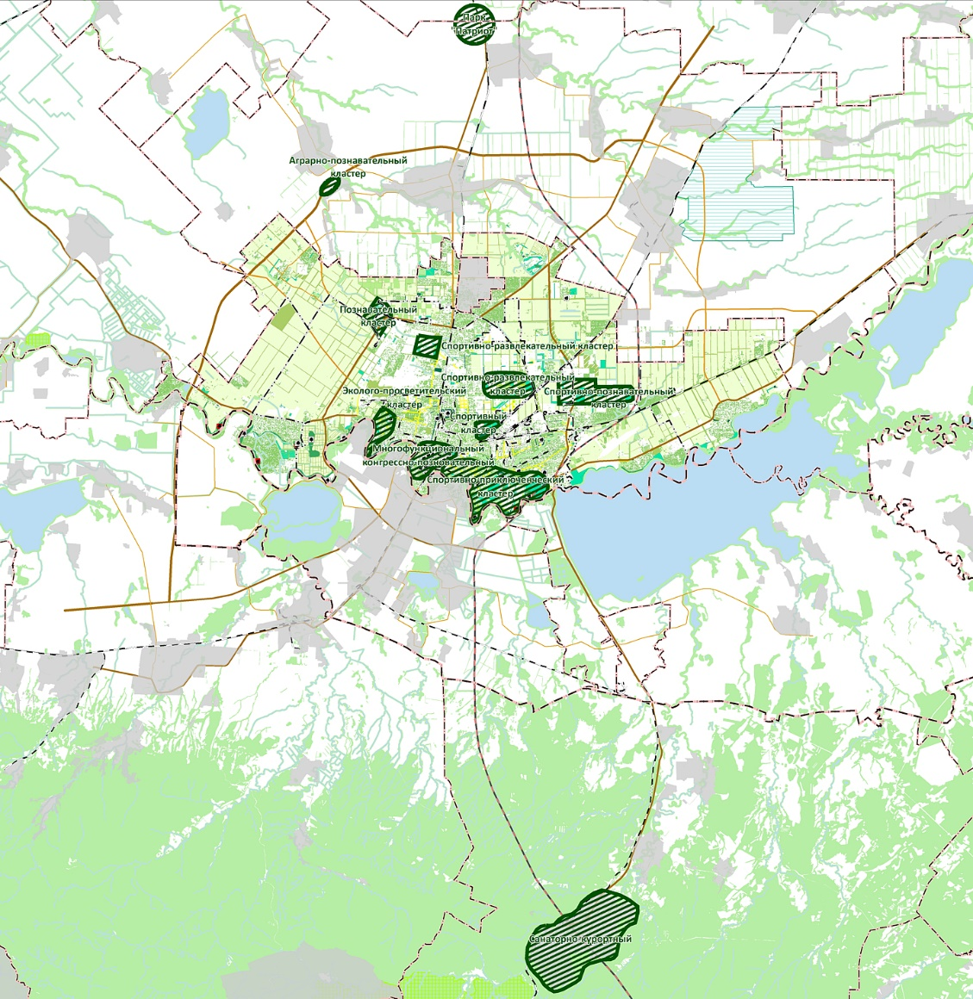 Парк
"Патриот"
Аграрно-познавательный
кластер
Познавательный
кластер
Спортивно-развлекательный кластер
Спортивно-развлекательный
кластер
Спортивно-познавательный
кластер
Эколого-просветительский
кластер
Спортивный
кластер
Многофункциональный
конгрессно-позновательный
Спортивно-приключенческий
кластер
Санаторно-курортный